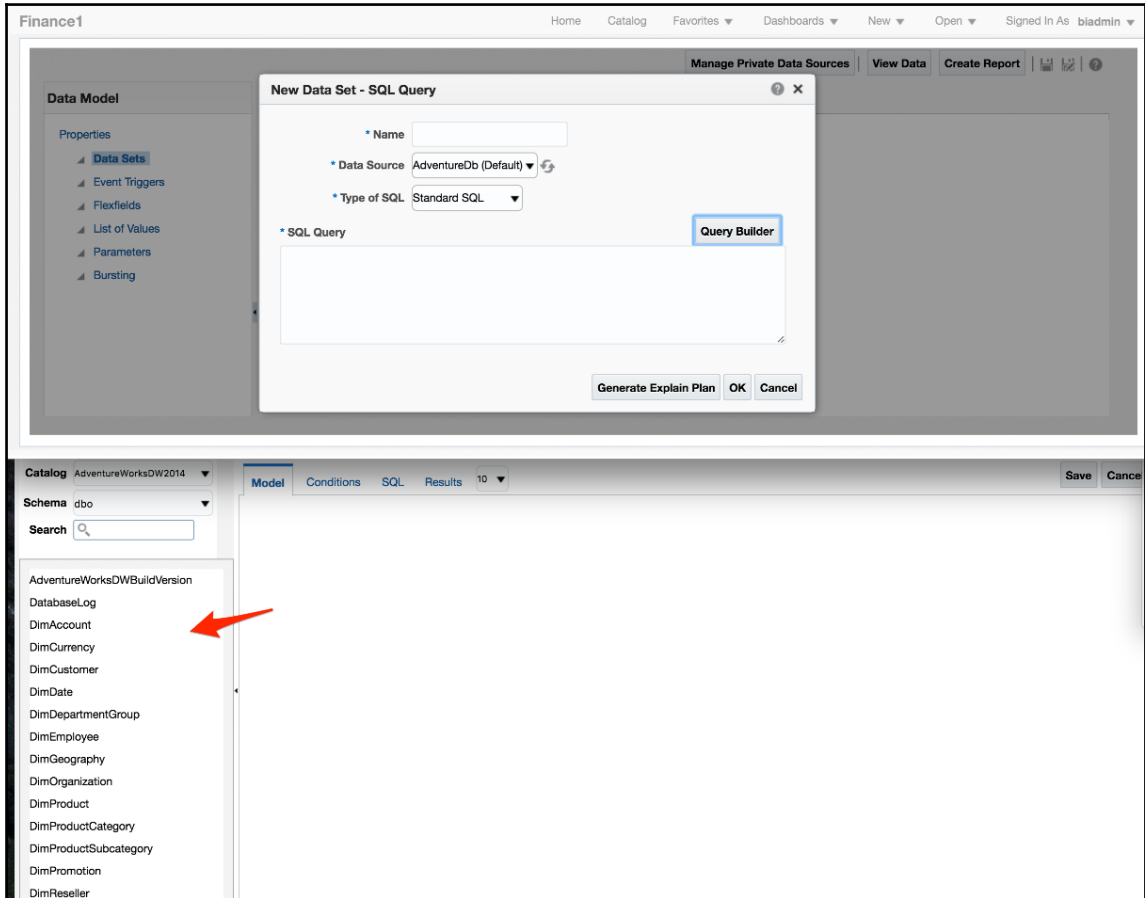 Finance1 Home Catalog Favorites Dashboards New Open Signed In As biadmin
Manage Private Data Sources View Data Create Report
Data Model
Properties
Data Sets
Event Triggers
Flexfields
List of Values
Parameters
Bursting
New Data Set - SQL Query
* Name
* Data Source AdventureDb (Default)
* Type of SQL Standard SQL
* SQL Query Query Builder
Generate Explain Plan OK Cancel
Catalog AdventureWorksDW2014
Schema dbo
Search
Model Conditions SQL Results 10 Save Cance
AdventureWorksDWBuildVersion
DatabaseLog
DimAccount
DimCurrency
DimCustomer
DimDate
DimDepartmentGroup
DimEmployee
DimGeography
DimOrganization
DimProduct
DimProductCategory
DimProductSubcategory
DimPromotion
DimReseller